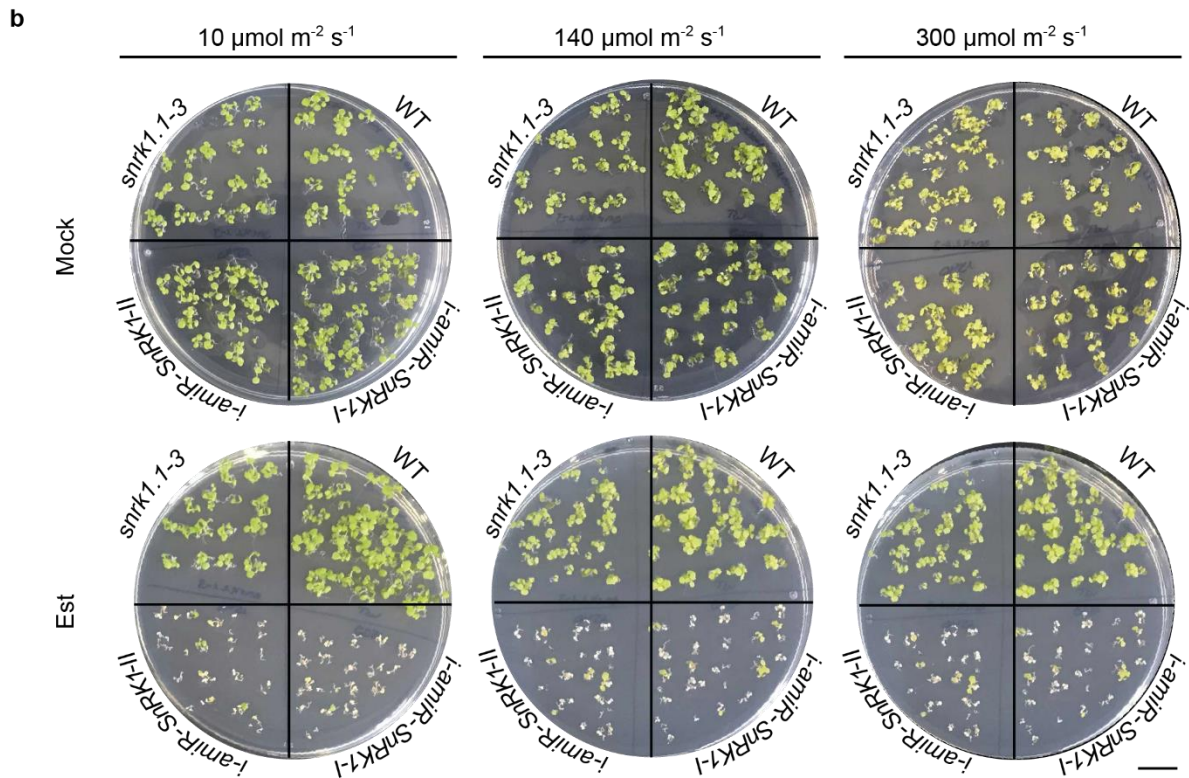 b
10 µmol m-2 s-1
140 µmol m-2 s-1
300 µmol m-2 s-1
Mock
snrk1.1-3
WT
i-amiR-SnRK1-II
i-amiR-SnRK1-I
snrk1.1-3
WT
i-amiR-SnRK1-II
i-amiR-SnRK1-I
snrk1.1-3
WT
i-amiR-SnRK1-II
i-amiR-SnRK1-I
Est
snrk1.1-3
WT
i-amiR-SnRK1-II
i-amiR-SnRK1-I
snrk1.1-3
WT
i-amiR-SnRK1-II
i-amiR-SnRK1-I
snrk1.1-3
WT
i-amiR-SnRK1-II
i-amiR-SnRK1-I